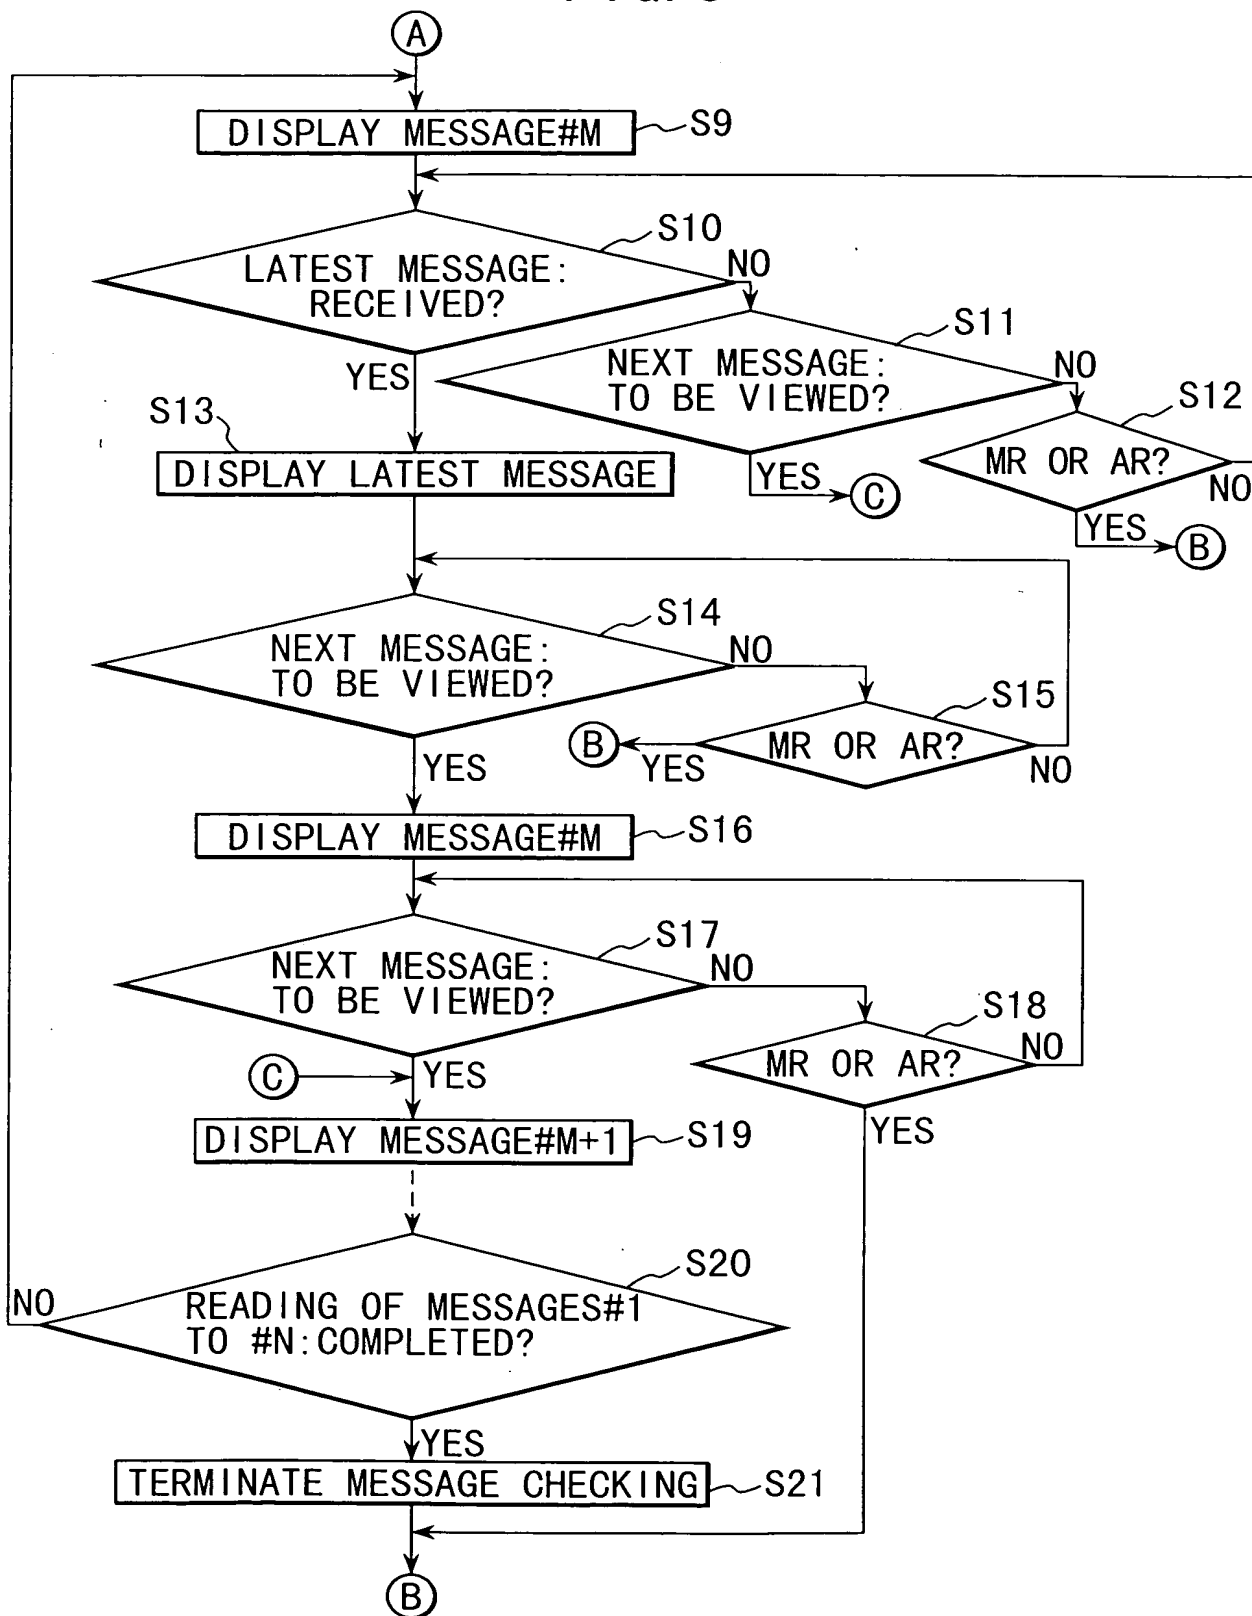 A
DISPLAY MESSAGE#M
S9
S10
LATEST MESSAGE:
RECEIVED?
NO
YES
S11
NEXT MESSAGE:
TO BE VIEWED?
NO
YES
C
S12
MR OR AR?
NO
YES
B
S13
DISPLAY LATEST MESSAGE
S14
NEXT MESSAGE:
TO BE VIEWED?
NO
YES
S15
MR OR AR?
NO
YES
B
DISPLAY MESSAGE#M
S16
S17
NEXT MESSAGE:
TO BE VIEWED?
NO
YES
S18
MR OR AR?
NO
YES
C
DISPLAY MESSAGE#M+1
S19
S20
READING OF MESSAGES#1
TO #N:COMPLETED?
NO
YES
TERMINATE MESSAGE CHECKING
S21
B